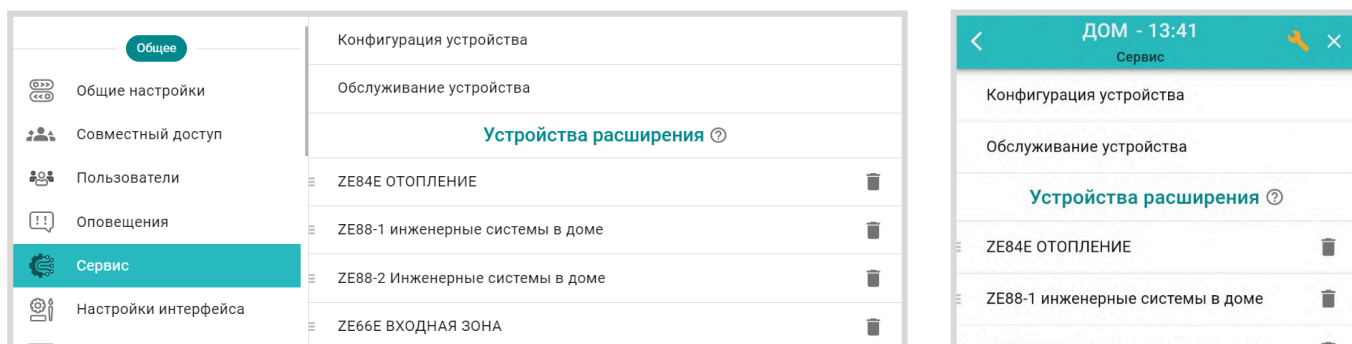 Общее
Общие настройки
Совместный доступ
Пользователи
Оповещения
Сервис
Настройки интерфейса
Конфигурация устройства
Обслуживание устройства
Устройства расширения
ZE84E ОТОПЛЕНИЕ
ZE88-1 инженерные системы в доме
ZE88-2 Инженерные системы в доме
ZE66E ВХОДНАЯ ЗОНА
ДОМ - 13:41
Сервис
Конфигурация устройства
Обслуживание устройства
Устройства расширения
ZE84E ОТОПЛЕНИЕ
ZE88-1 инженерные системы в доме